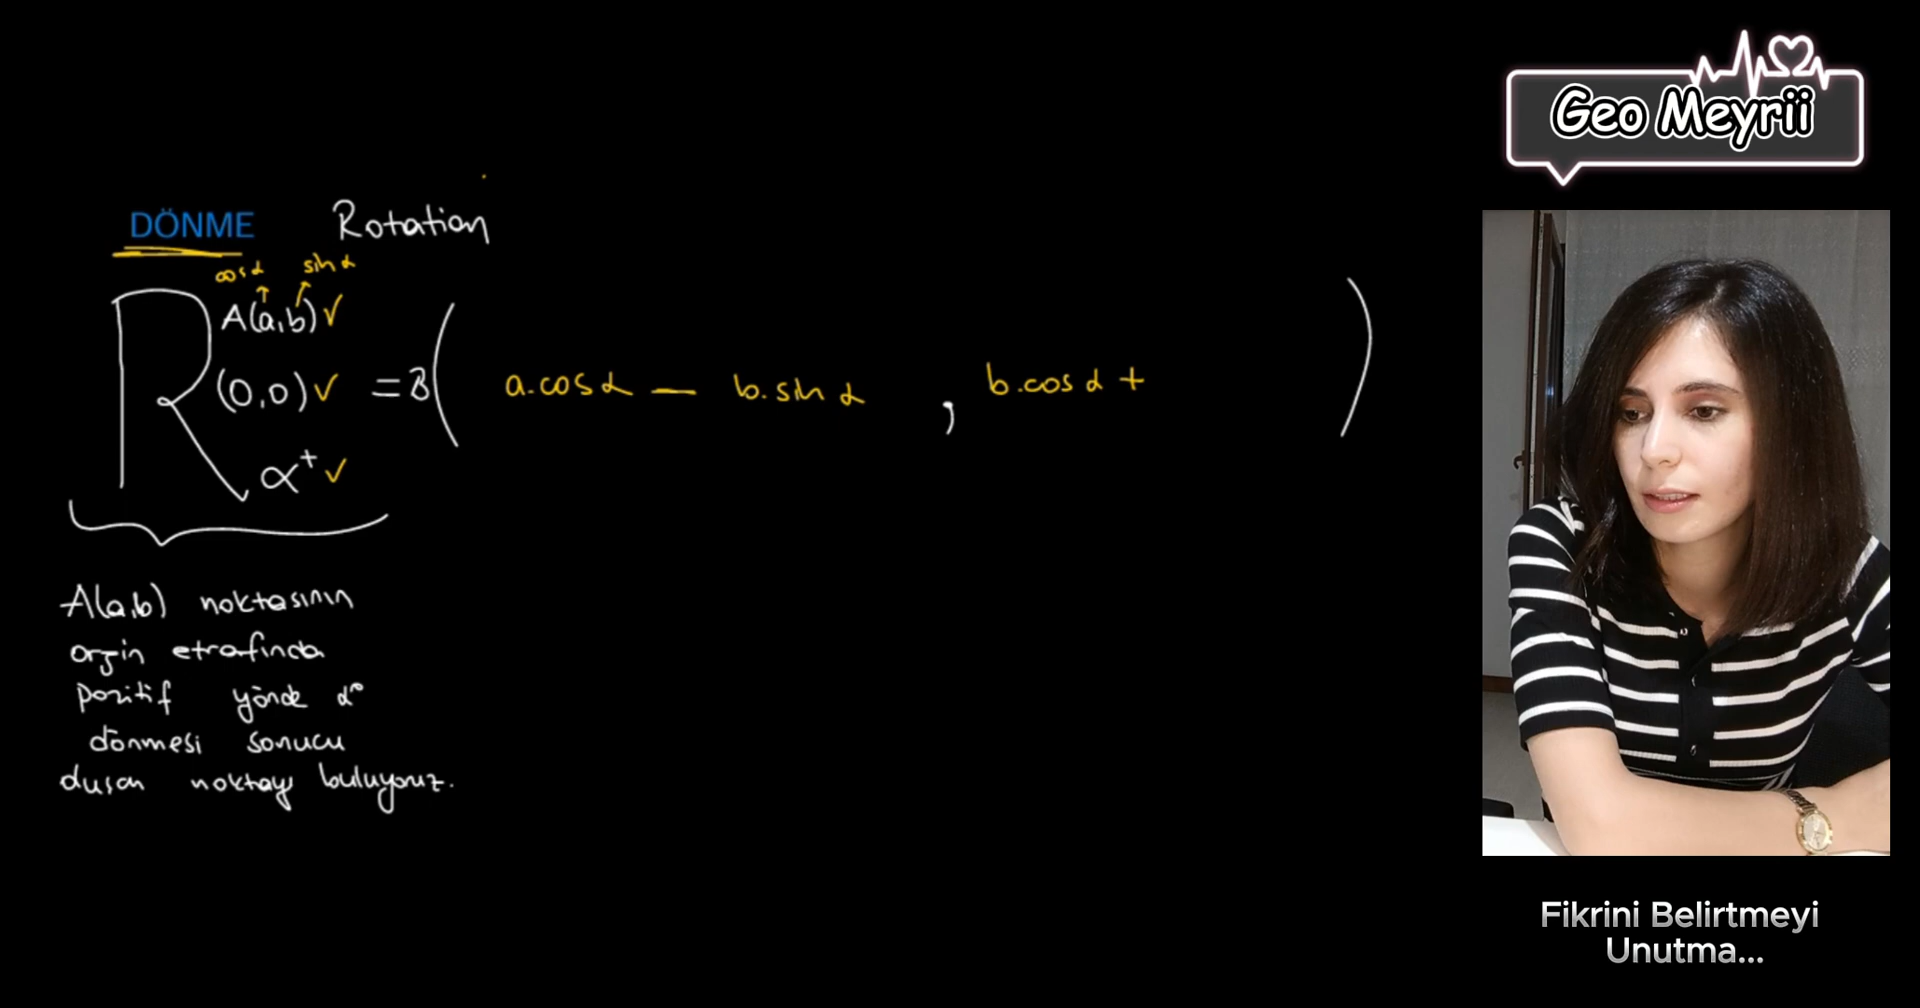 Geo Meyrii
DÖNME Rotation
cos α sin α
A(a,b) ✓
(0,0) ✓ = B( a.cos α — b.sin α , b.cos α + )
R
α⁺ ✓
A(a,b) noktasının
orjin etrafında
pozitif yönde α°
dönmesi sonucu
düşen noktayı buluyoruz.
Fikrini Belirtmeyi
Unutma...